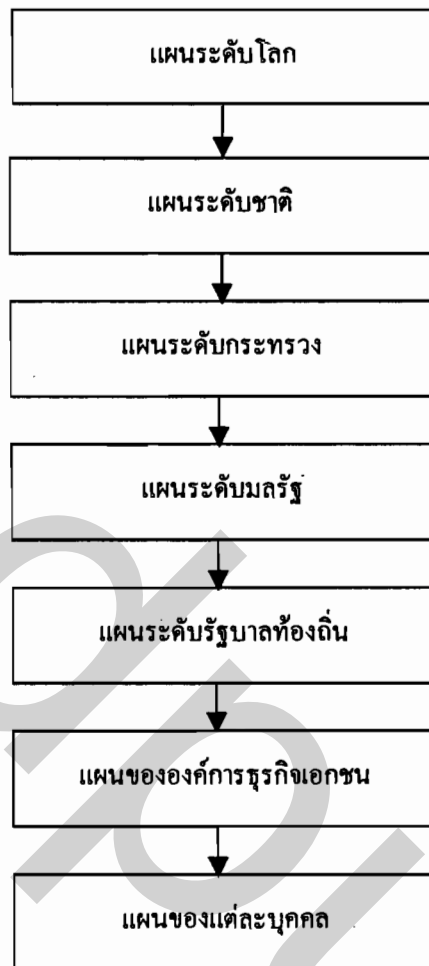 แผนระดับโลก
แผนระดับชาติ
แผนระดับกระทรวง
แผนระดับมลรัฐ
แผนระดับรัฐบาลท้องถิ่น
แผนขององค์การธุรกิจเอกชน
แผนของแต่ละบุคคล